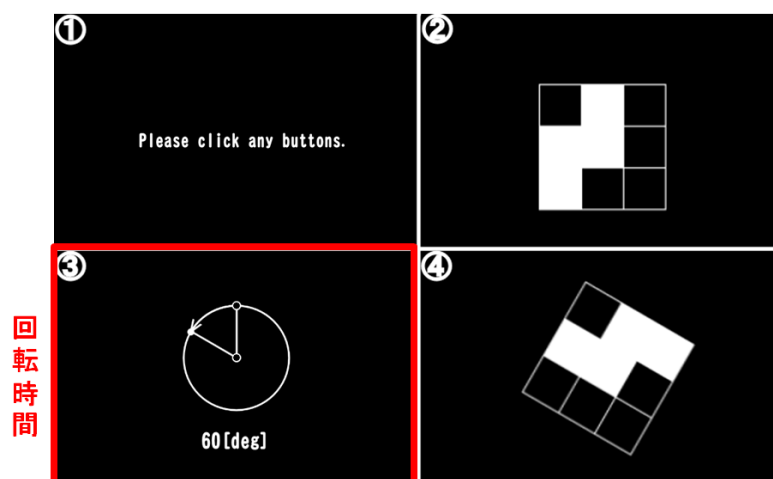 ①
②
Please click any buttons.
③
④
回転時間
60[deg]